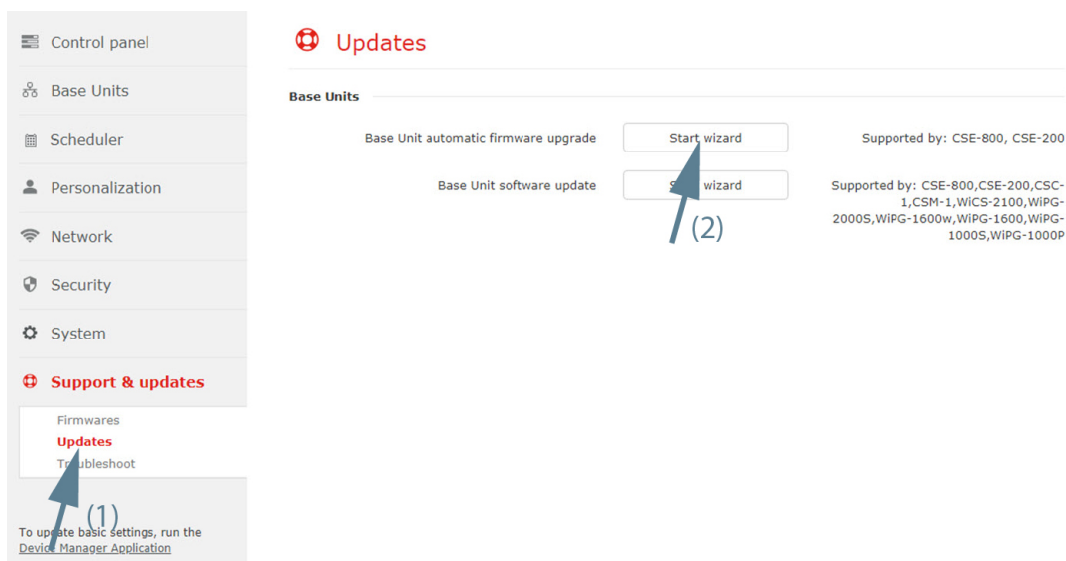 Control panel
Base Units
Scheduler
Personalization
Network
Security
System
Support & updates
Firmwares
Updates
Troubleshoot
(1)
To update basic settings, run the
Device Manager Application
Updates
Base Units
Base Unit automatic firmware upgrade
Start wizard
Supported by: CSE-800, CSE-200
Base Unit software update
Start wizard
Supported by: CSE-800,CSE-200,CSC-
1,CSM-1,WiCS-2100,WiPG-
2000S,WiPG-1600w,WiPG-1600,WiPG-
1000S,WiPG-1000P
(2)